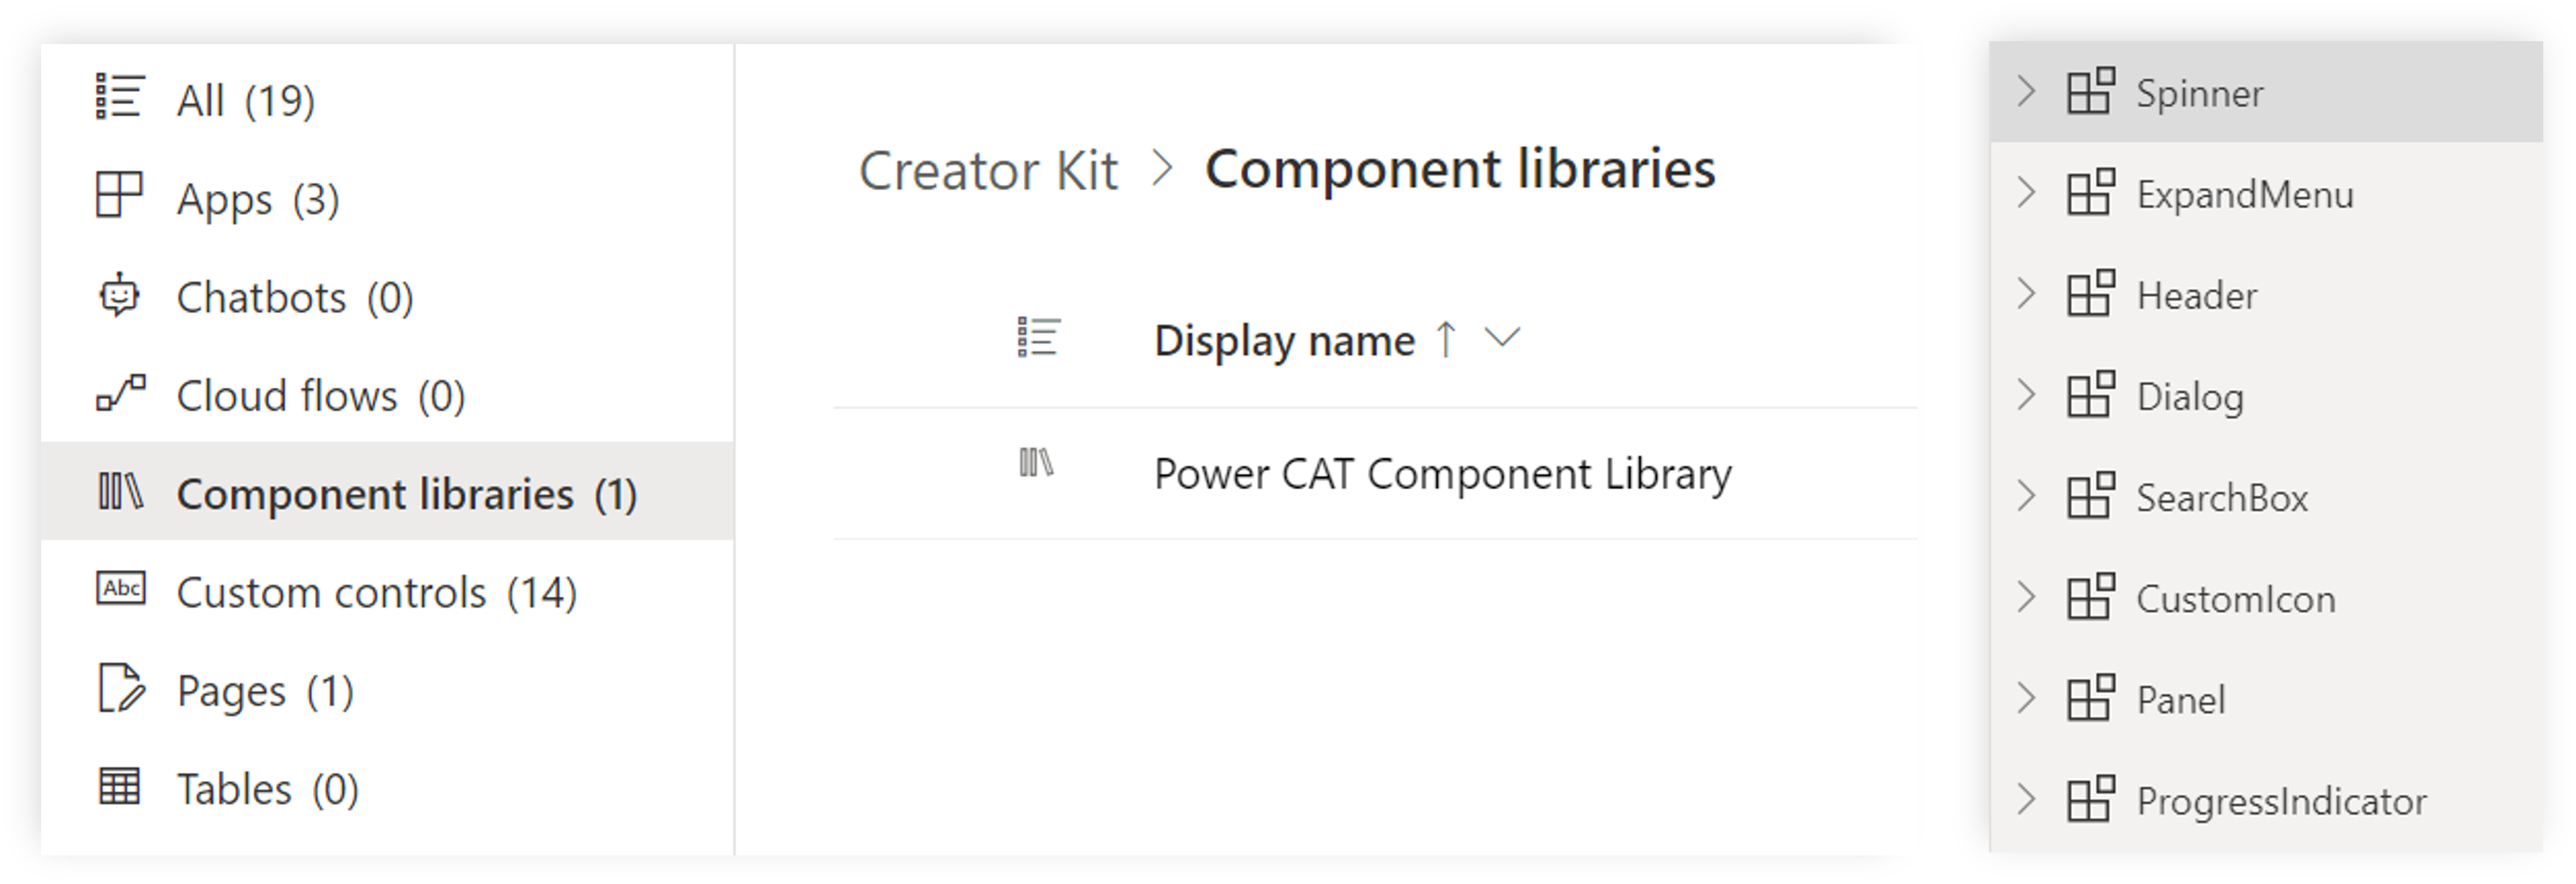 All (19)
Apps (3)
Chatbots (0)
Cloud flows (0)
Component libraries (1)
Abc Custom controls (14)
Pages (1)
Tables (0)
Creator Kit > Component libraries
Display name ↑
Power CAT Component Library
Spinner
ExpandMenu
Header
Dialog
SearchBox
CustomIcon
Panel
ProgressIndicator